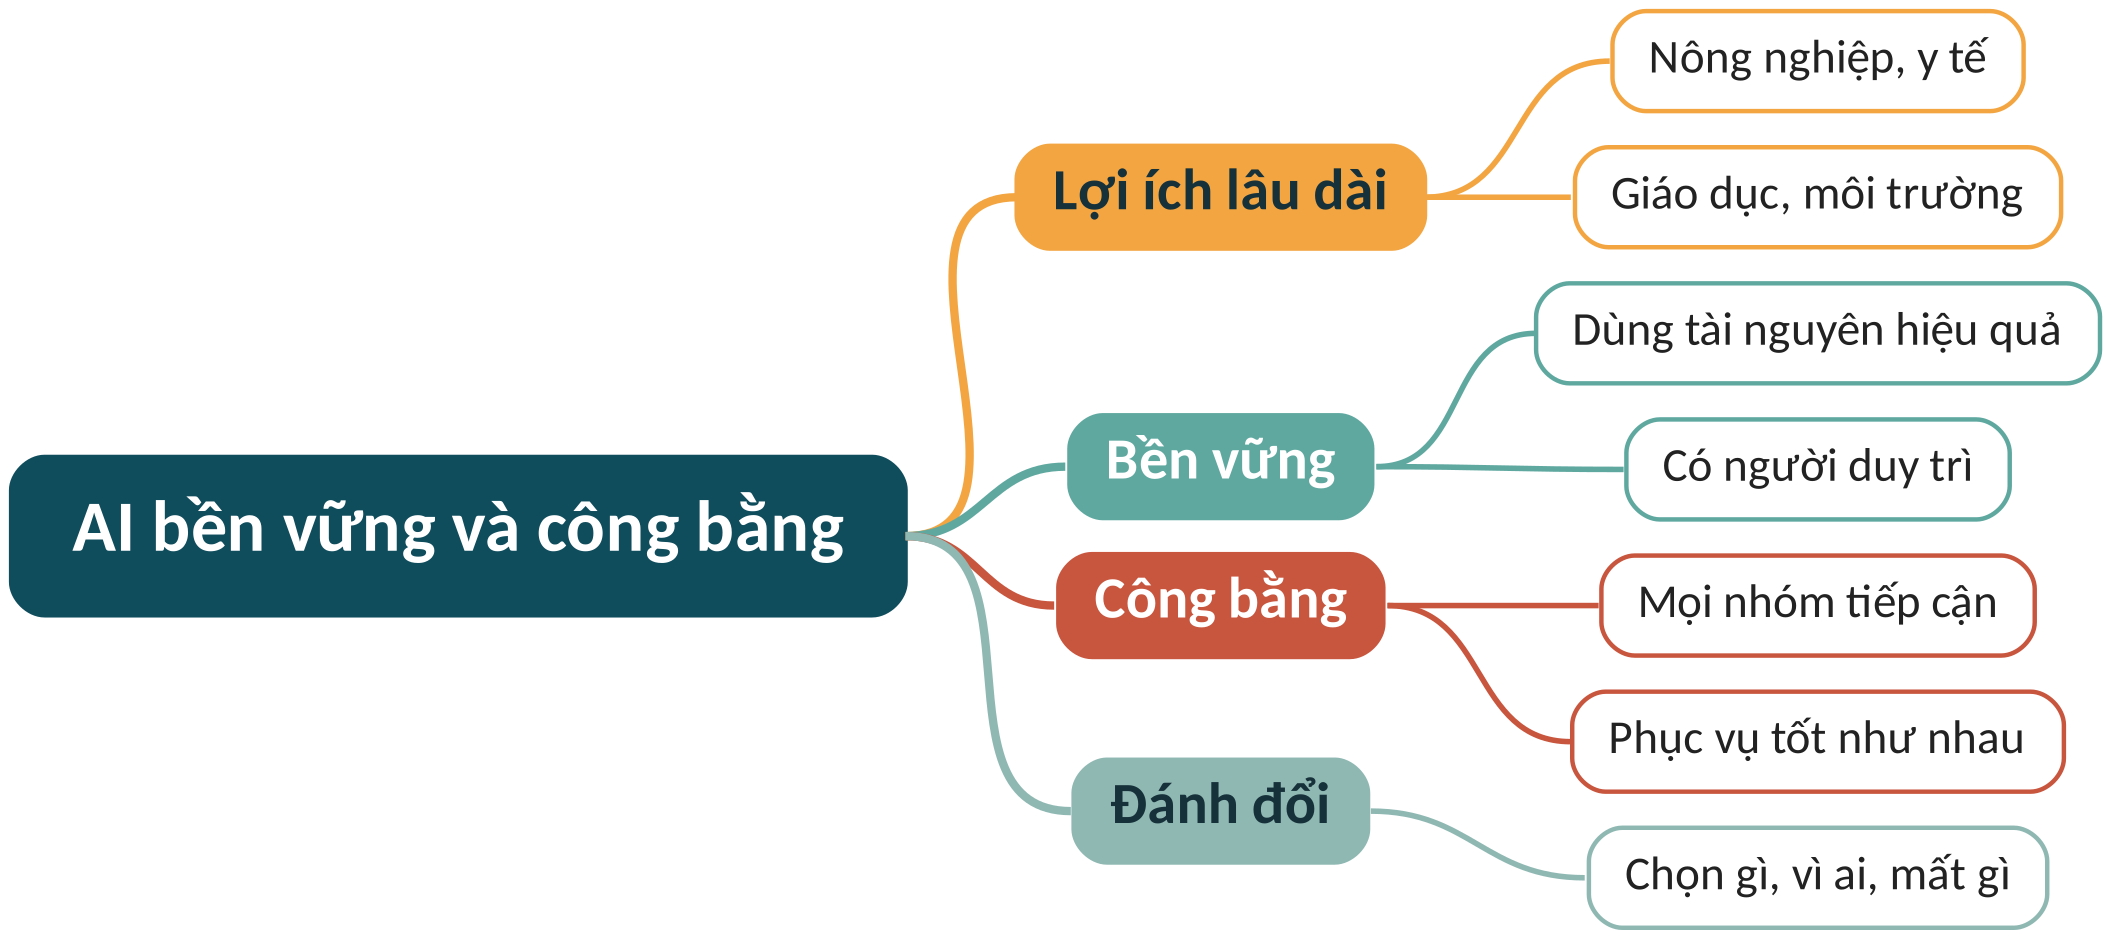 AI bền vững và công bằng
Lợi ích lâu dài
Nông nghiệp, y tế
Giáo dục, môi trường
Bền vững
Dùng tài nguyên hiệu quả
Có người duy trì
Công bằng
Mọi nhóm tiếp cận
Phục vụ tốt như nhau
Đánh đổi
Chọn gì, vì ai, mất gì